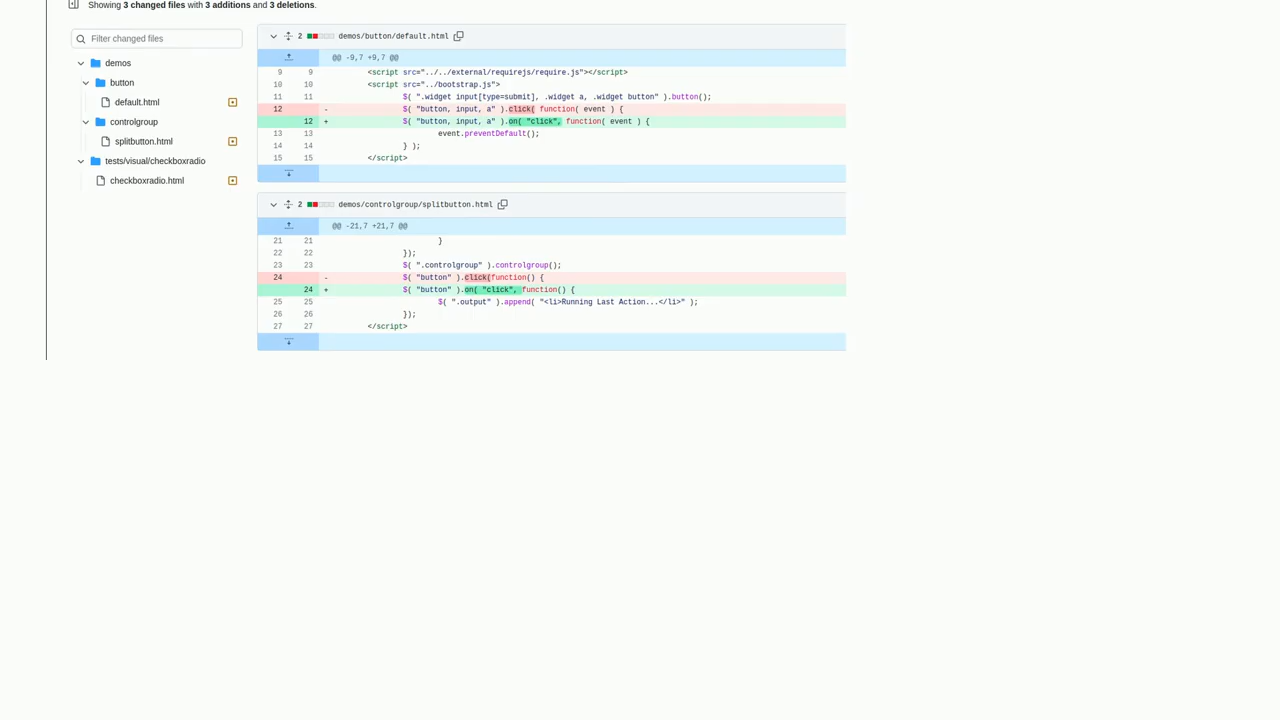 Showing 3 changed files with 3 additions and 3 deletions.
Filter changed files
demos
button
default.html
controlgroup
splitbutton.html
tests/visual/checkboxradio
checkboxradio.html
2 demos/button/default.html
@@ -9,7 +9,7 @@
9 9 <script src="../../external/requirejs/require.js"></script>
10 10 <script src="../bootstrap.js">
11 11 $( ".widget input[type=submit], .widget a, .widget button" ).button();
12 - $( "button, input, a" ).click( function( event ) {
12 + $( "button, input, a" ).on( "click", function( event ) {
13 13 event.preventDefault();
14 14 } );
15 15 </script>
2 demos/controlgroup/splitbutton.html
@@ -21,7 +21,7 @@
21 21 }
22 22 });
23 23 $( ".controlgroup" ).controlgroup();
24 - $( "button" ).click(function() {
24 + $( "button" ).on( "click", function() {
25 25 $( ".output" ).append( "<li>Running Last Action...</li>" );
26 26 });
27 27 </script>